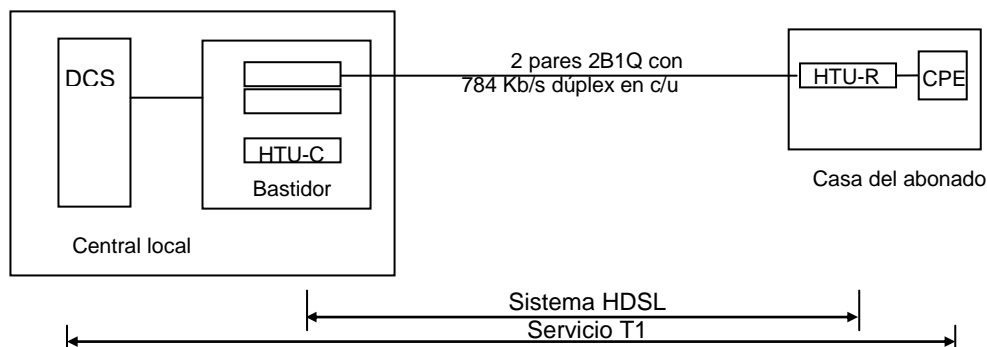 DCS
HTU-C
Bastidor
Central local
2 pares 2B1Q con
784 Kb/s dúplex en c/u
HTU-R
CPE
Casa del abonado
Sistema HDSL
Servicio T1